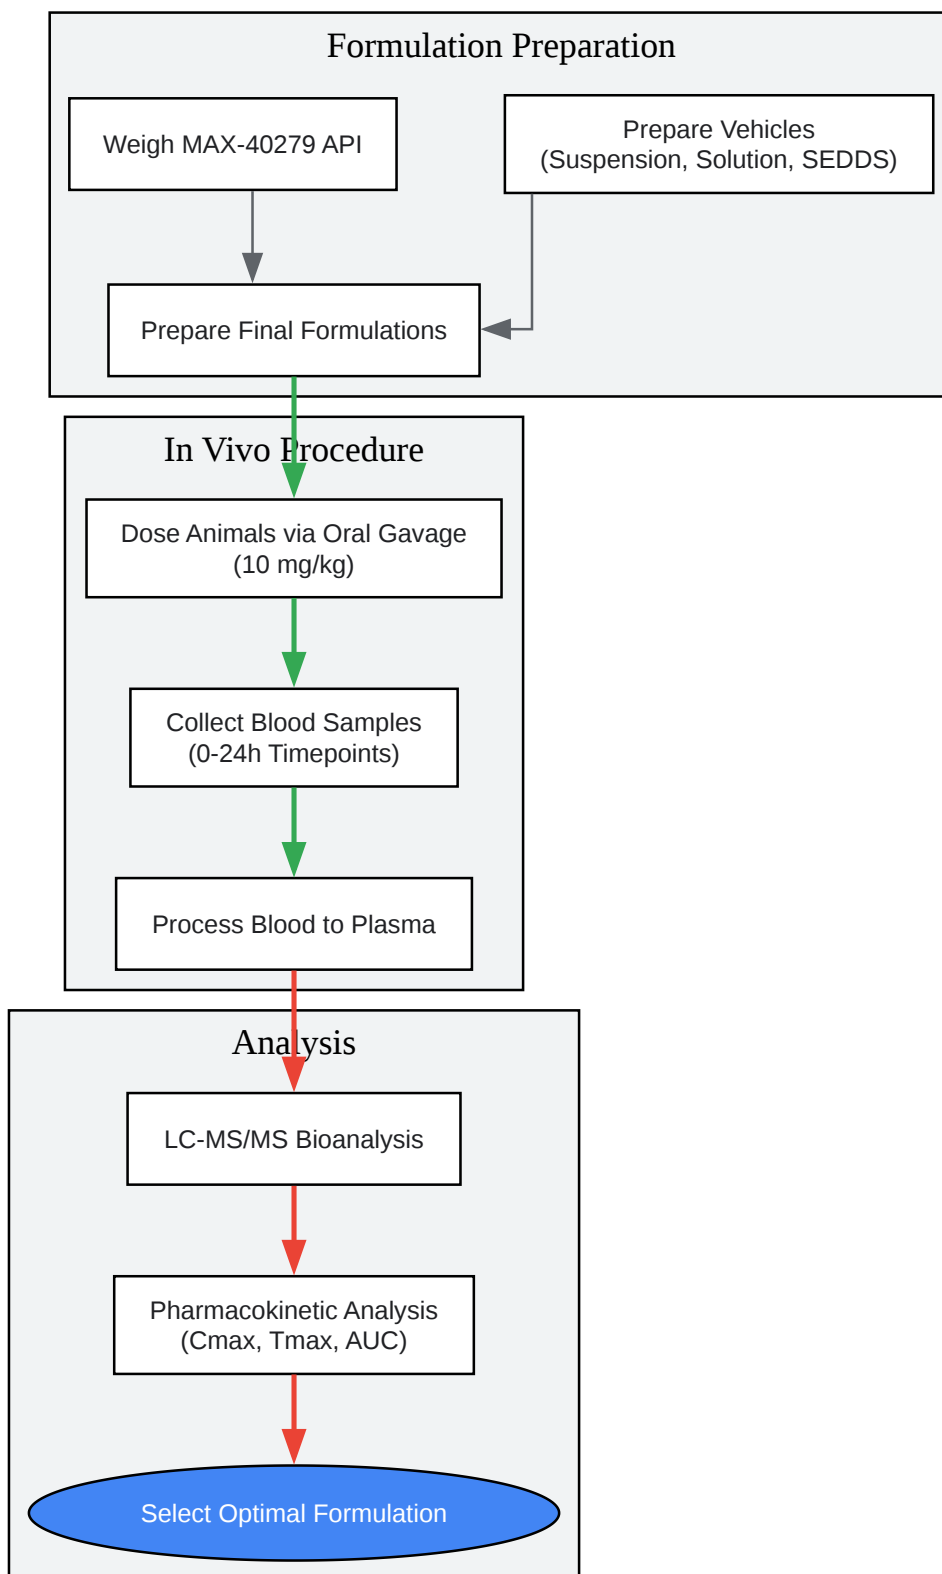 Formulation Preparation
Weigh MAX-40279 API
Prepare Vehicles
(Suspension, Solution, SEDDS)
Prepare Final Formulations
In Vivo Procedure
Dose Animals via Oral Gavage
(10 mg/kg)
Collect Blood Samples
(0-24h Timepoints)
Process Blood to Plasma
Analysis
LC-MS/MS Bioanalysis
Pharmacokinetic Analysis
(Cmax, Tmax, AUC)
Select Optimal Formulation